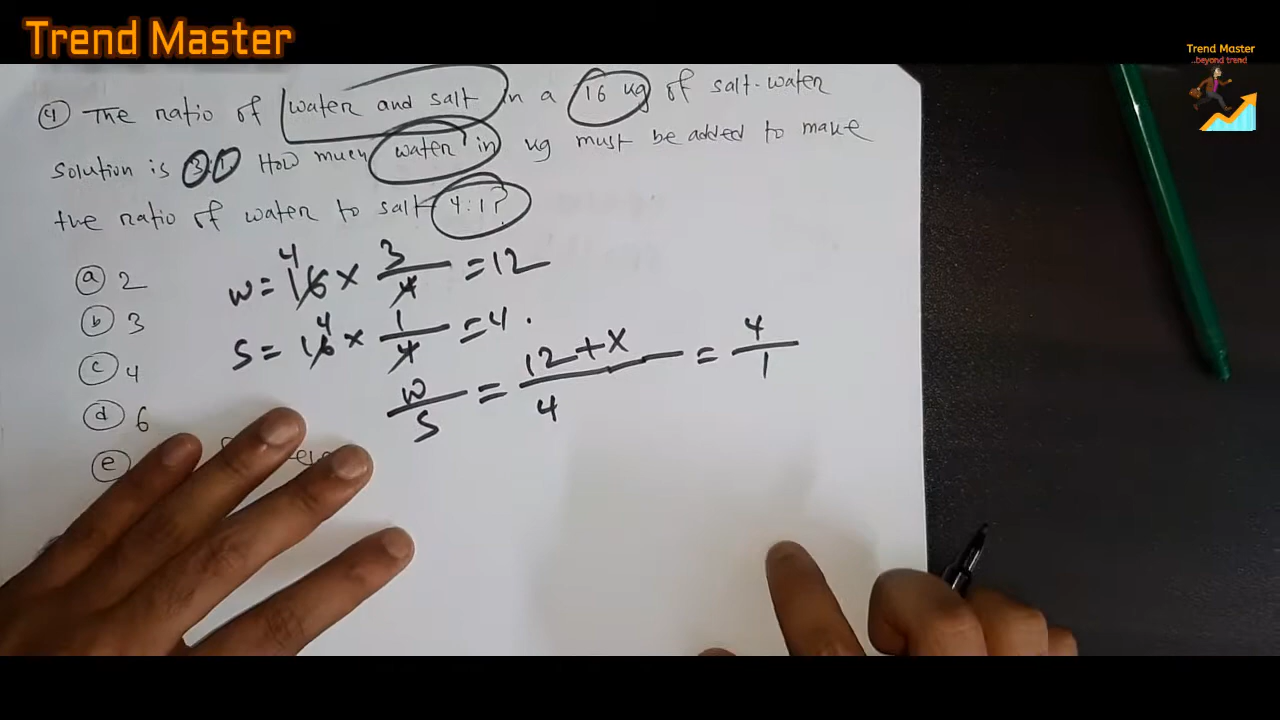 Trend Master
Trend Master
..beyond trend
④ The ratio of water and salt in a 16 kg of salt-water
solution is 3:1. How much water in kg must be added to make
the ratio of water to salt 4:1?
ⓐ 2
ⓑ 3
ⓒ 4
ⓓ 6
ⓔ
W = 16 4 × 3/4 = 12
S = 16 4 × 1/4 = 4.
W/S = 12+x/4 = 4/1